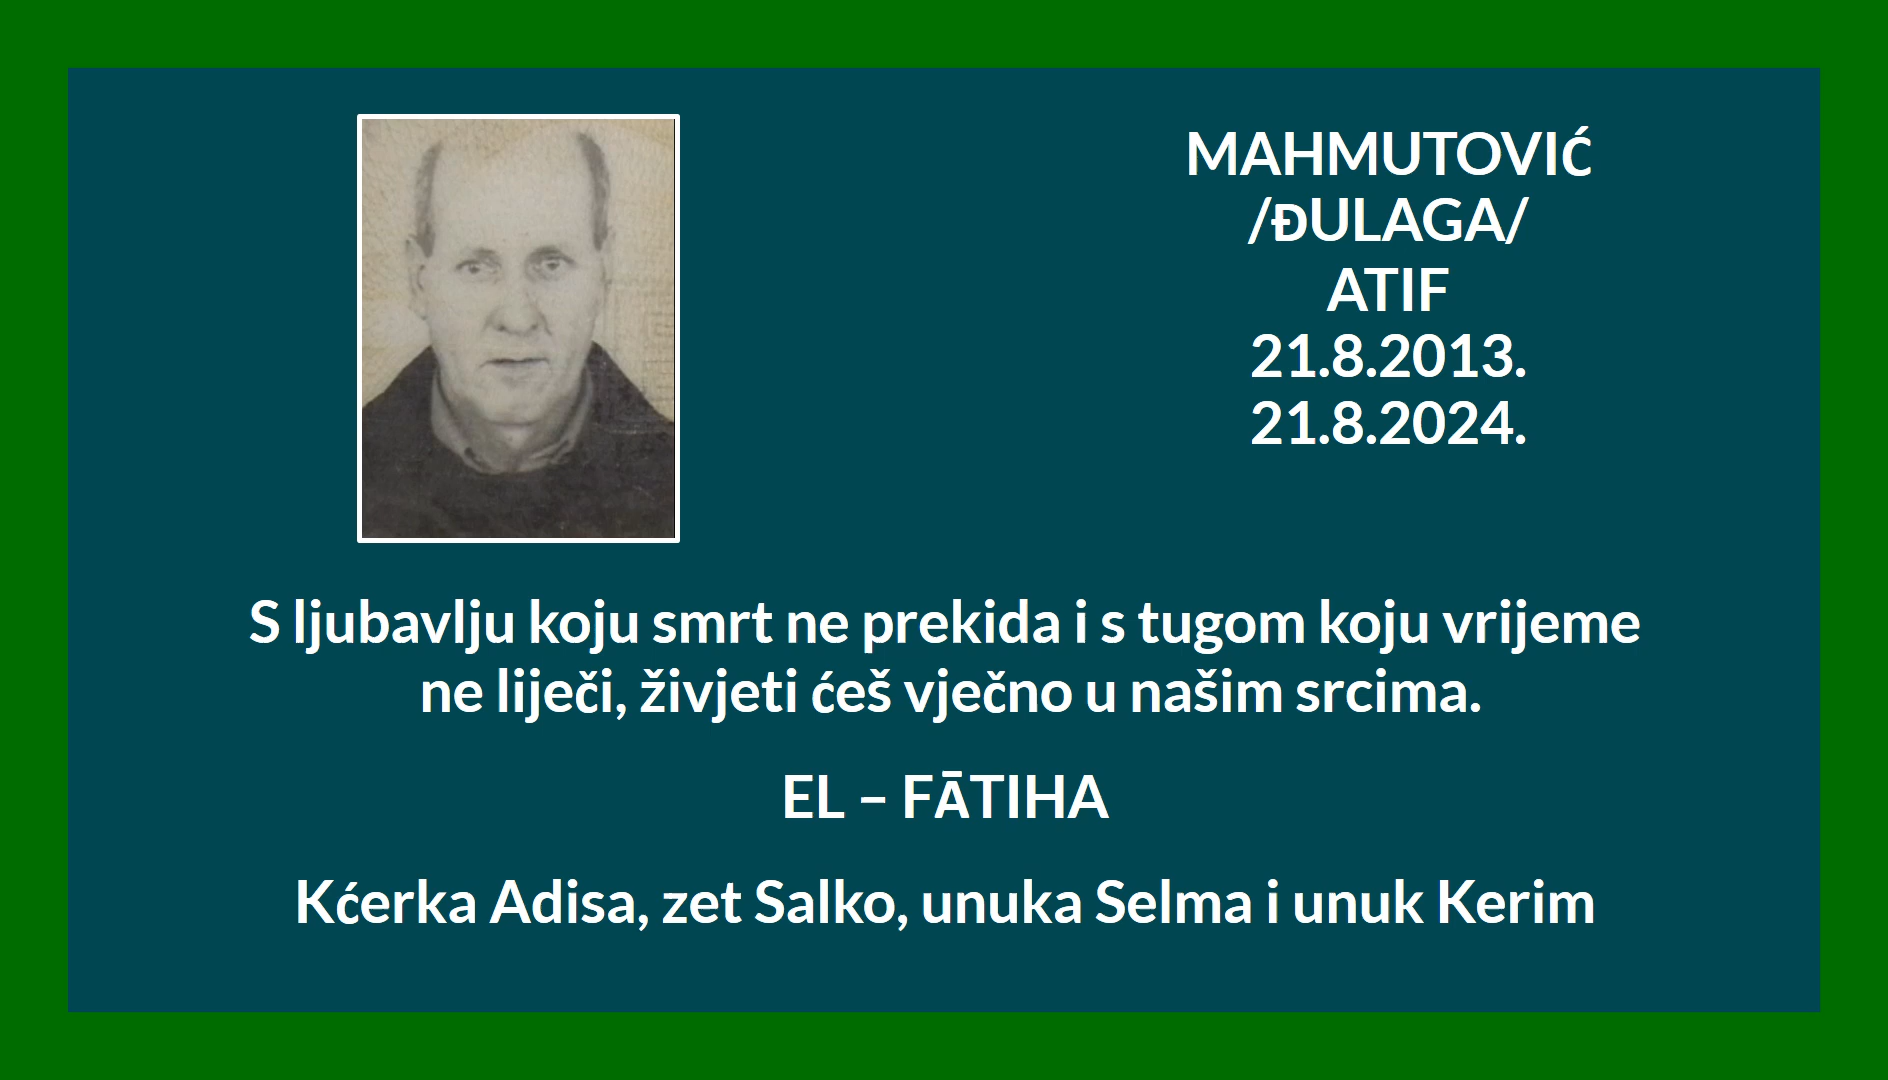 MAHMUTOVIĆ
/ĐULAGA/
ATIF
21.8.2013.
21.8.2024.
S ljubavlju koju smrt ne prekida i s tugom koju vrijeme
ne liječi, živjeti ćeš vječno u našim srcima.
EL – FĀTIHA
Kćerka Adisa, zet Salko, unuka Selma i unuk Kerim